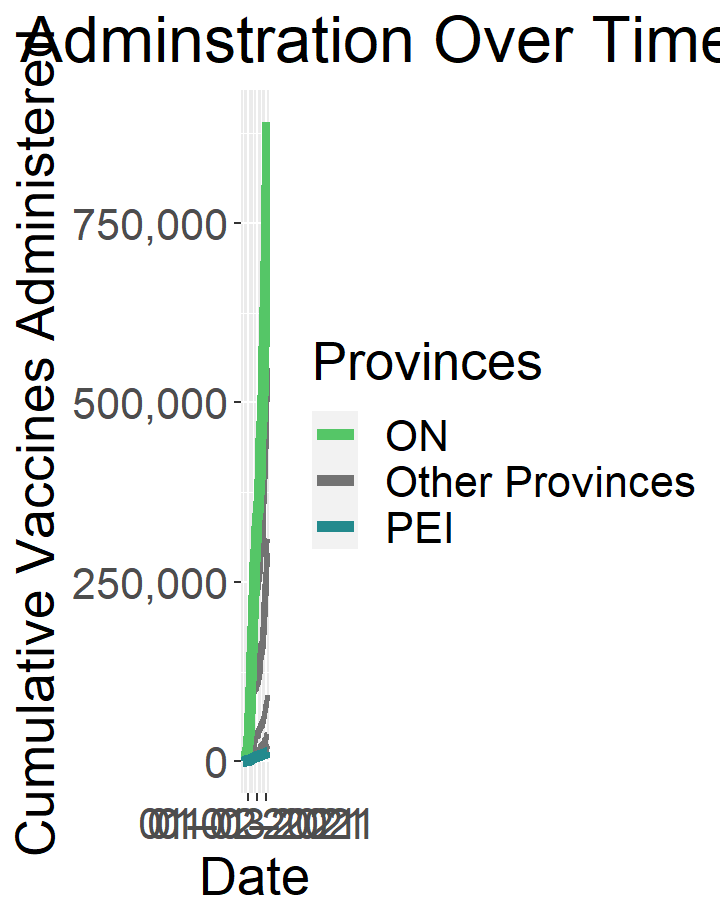 Adminstration Over Time
Cumulative Vaccines Administered
750,000
500,000
250,000
0
Provinces
ON
Other Provinces
PEI
Date